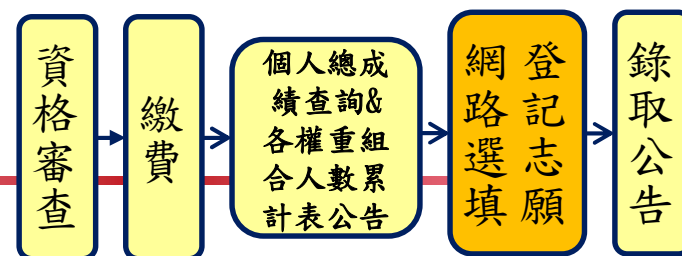 資格審查
繳費
個人總成
績查詢&
各權重組
合人數累
計表公告
網路選填
登記志願
錄取公告